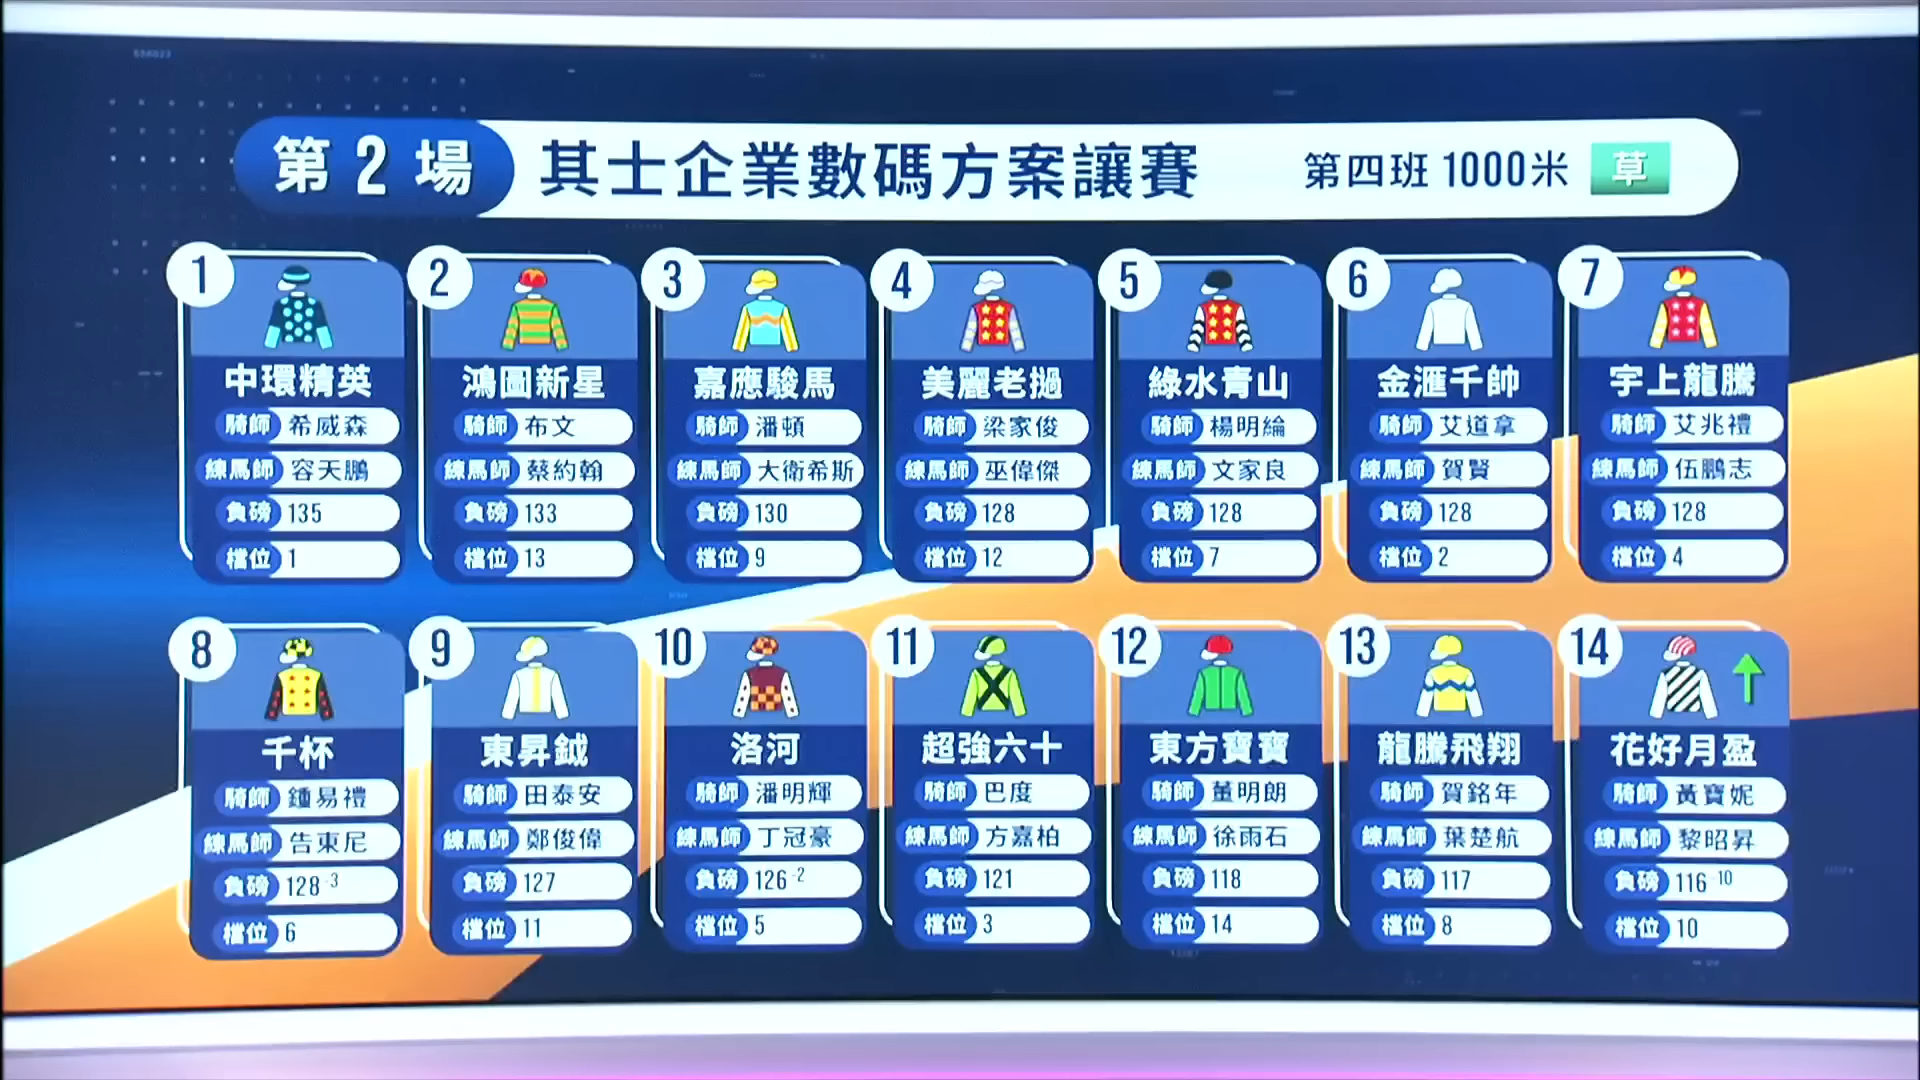 第 2 場 其士企業數碼方案讓賽 第四班 1000米 草
1 2 3 4 5 6 7
中環精英 鴻圖新星 嘉應駿馬 美麗老撾 綠水青山 金滙千帥 宇上龍騰
騎師 希威森 騎師 布文 騎師 潘頓 騎師 梁家俊 騎師 楊明綸 騎師 艾道拿 騎師 艾兆禮
練馬師 容天鵬 練馬師 蔡約翰 練馬師 大衛希斯 練馬師 巫偉傑 練馬師 文家良 練馬師 賀賢 練馬師 伍鵬志
負磅 135 負磅 133 負磅 130 負磅 128 負磅 128 負磅 128 負磅 128
檔位 1 檔位 13 檔位 9 檔位 12 檔位 7 檔位 2 檔位 4
8 9 10 11 12 13 14
千杯 東昇鉞 洛河 超強六十 東方寶寶 龍騰飛翔 花好月盈
騎師 鍾易禮 騎師 田泰安 騎師 潘明輝 騎師 巴度 騎師 董明朗 騎師 賀銘年 騎師 黃寶妮
練馬師 告東尼 練馬師 鄭俊偉 練馬師 丁冠豪 練馬師 方嘉柏 練馬師 徐雨石 練馬師 葉楚航 練馬師 黎昭昇
負磅 128 -3 負磅 127 負磅 126 -2 負磅 121 負磅 118 負磅 117 負磅 116 -10
檔位 6 檔位 11 檔位 5 檔位 3 檔位 14 檔位 8 檔位 10